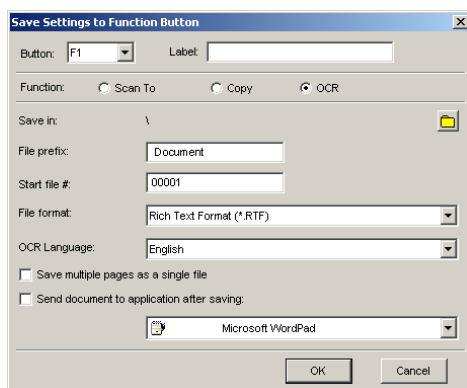 Save Settings to Function Button
Button: F1 Label:
Function: Scan To Copy OCR
Save in: \
File prefix: Document
Start file #: 00001
File format: Rich Text Format (*.RTF)
OCR Language: English
Save multiple pages as a single file
Send document to application after saving:
Microsoft WordPad
OK Cancel